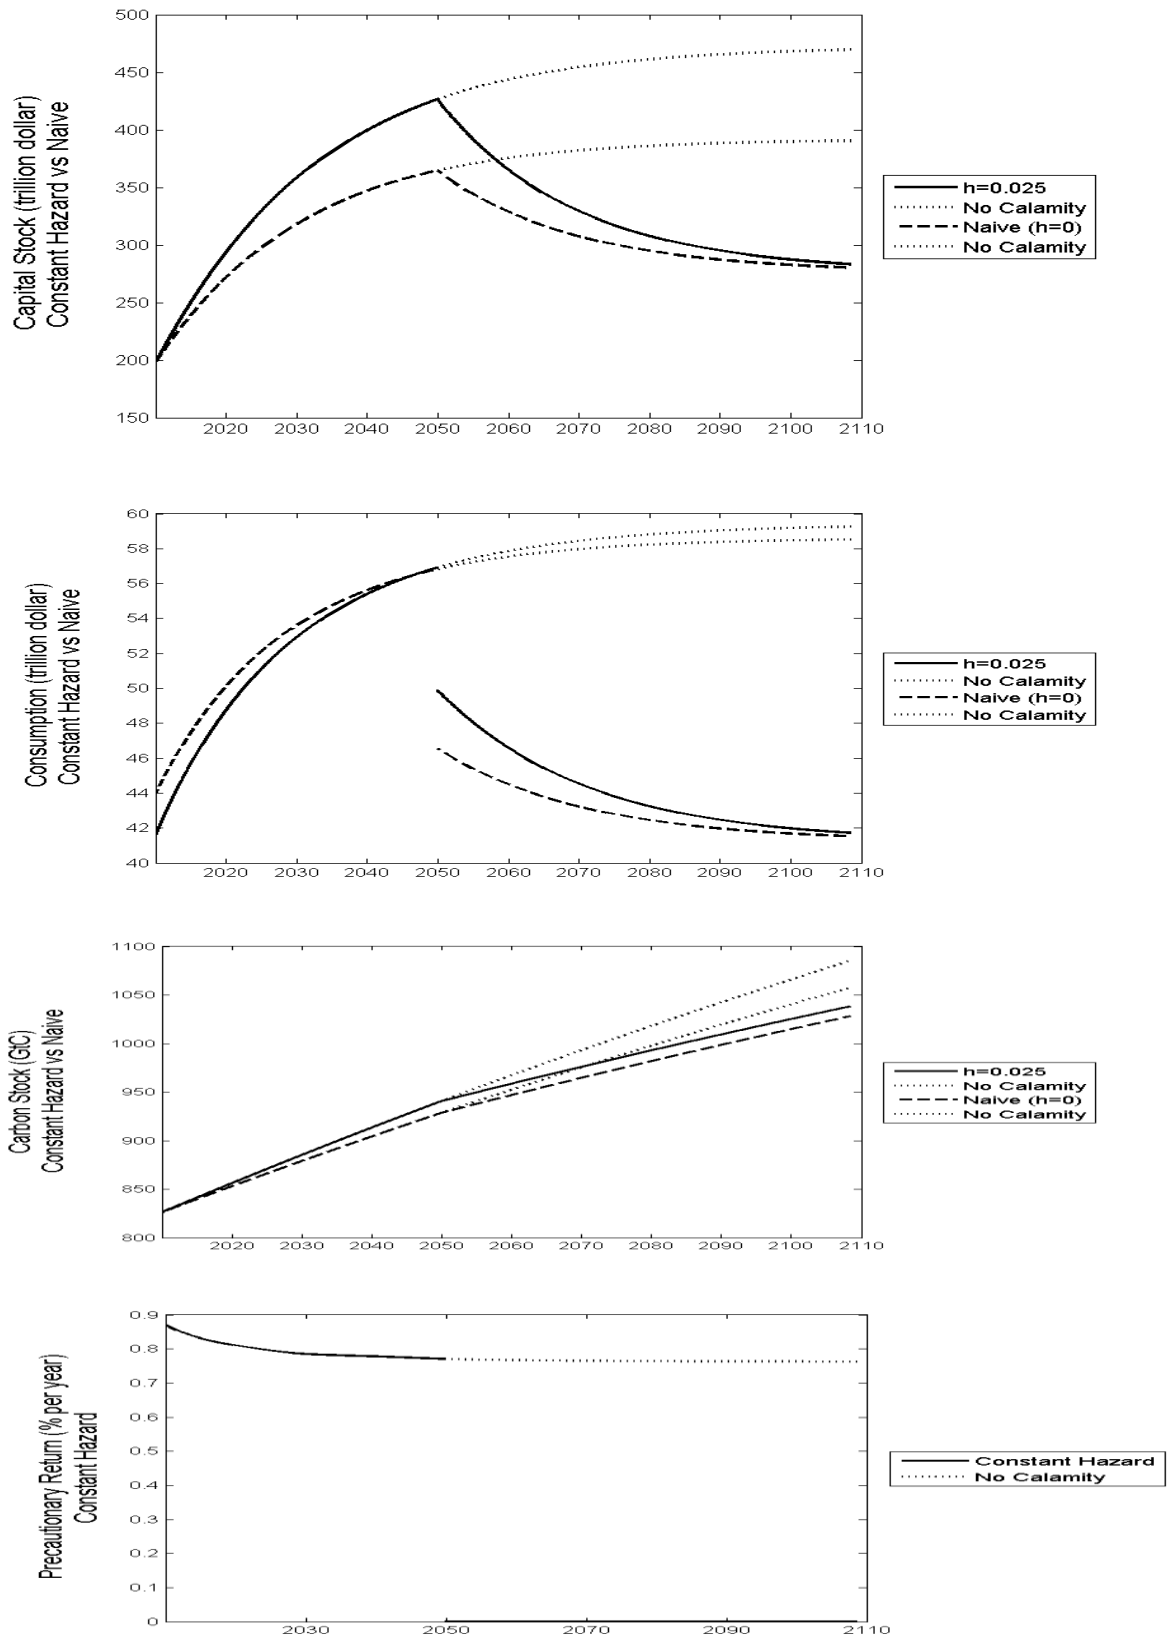 500
450
400
350
300
250
200
150
2020 2030 2040 2050 2060 2070 2080 2090 2100 2110
Capital Stock (trillion dollar)
Constant Hazard vs Naive
h=0.025
No Calamity
Naive (h=0)
No Calamity
60
58
56
54
52
50
48
46
44
42
40
2020 2030 2040 2050 2060 2070 2080 2090 2100 2110
Consumption (trillion dollar)
Constant Hazard vs Naive
h=0.025
No Calamity
Naive (h=0)
No Calamity
1100
1050
1000
950
900
850
800
2020 2030 2040 2050 2060 2070 2080 2090 2100 2110
Carbon Stock (GtC)
Constant Hazard vs Naive
h=0.025
No Calamity
Naive (h=0)
No Calamity
0.9
0.8
0.7
0.6
0.5
0.4
0.3
0.2
0.1
0
2030 2050 2070 2090 2110
Precautionary Return (% per year)
Constant Hazard
Constant Hazard
No Calamity